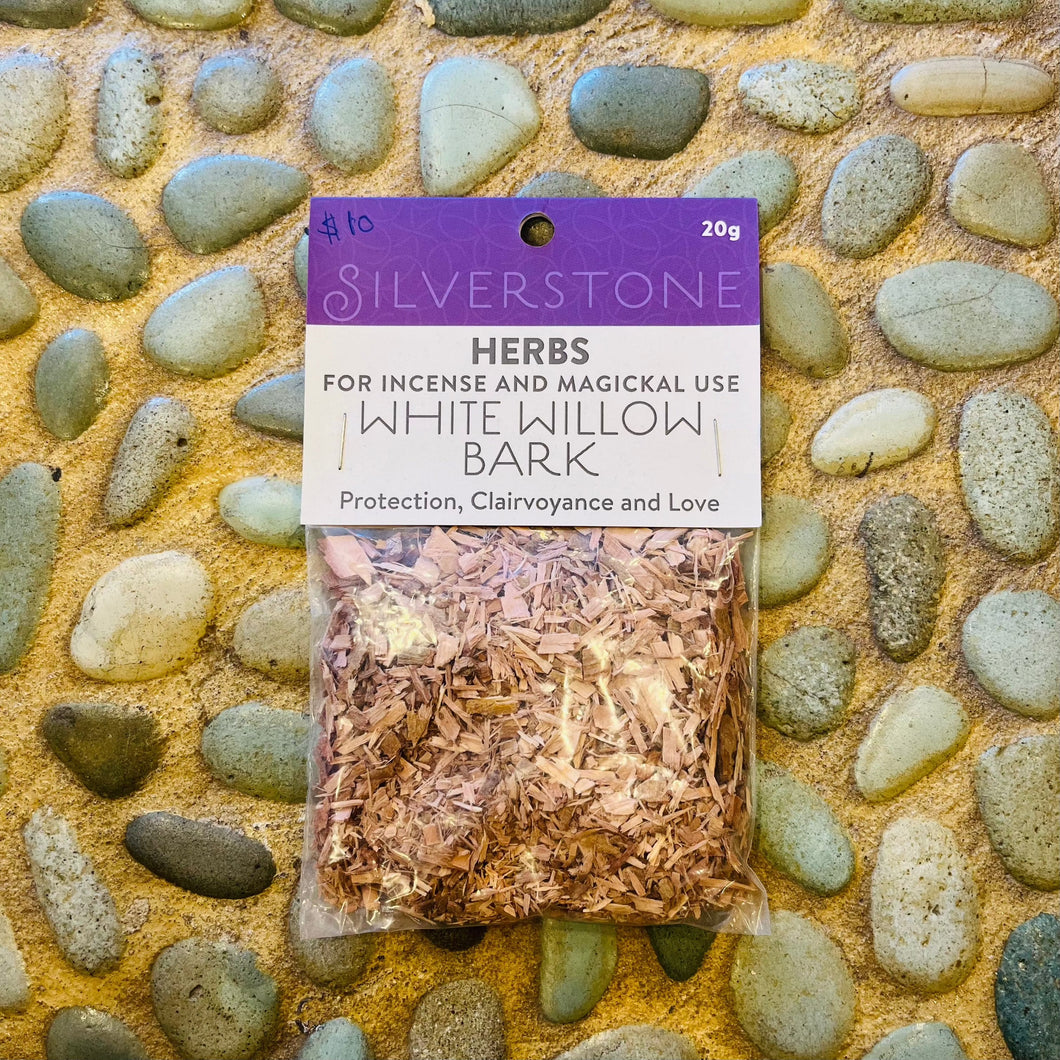 $10
20g
SILVERSTONE
HERBS
FOR INCENSE AND MAGICKAL USE
WHITE WILLOW
BARK
Protection, Clairvoyance and Love